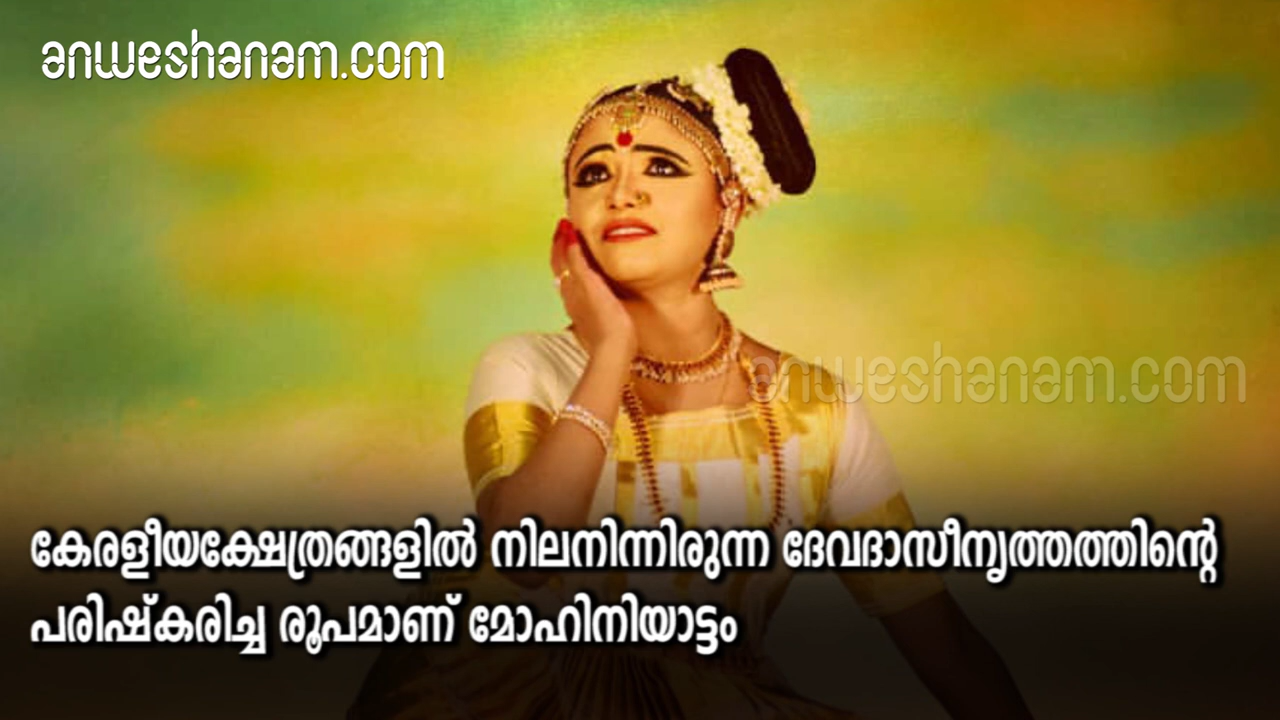 anweshanam.com
anweshanam.com
കേരളീയക്ഷേത്രങ്ങളിൽ നിലനിന്നിരുന്ന ദേവദാസീനൃത്തത്തിന്റെ
പരിഷ്കരിച്ച രൂപമാണ് മോഹിനിയാട്ടം